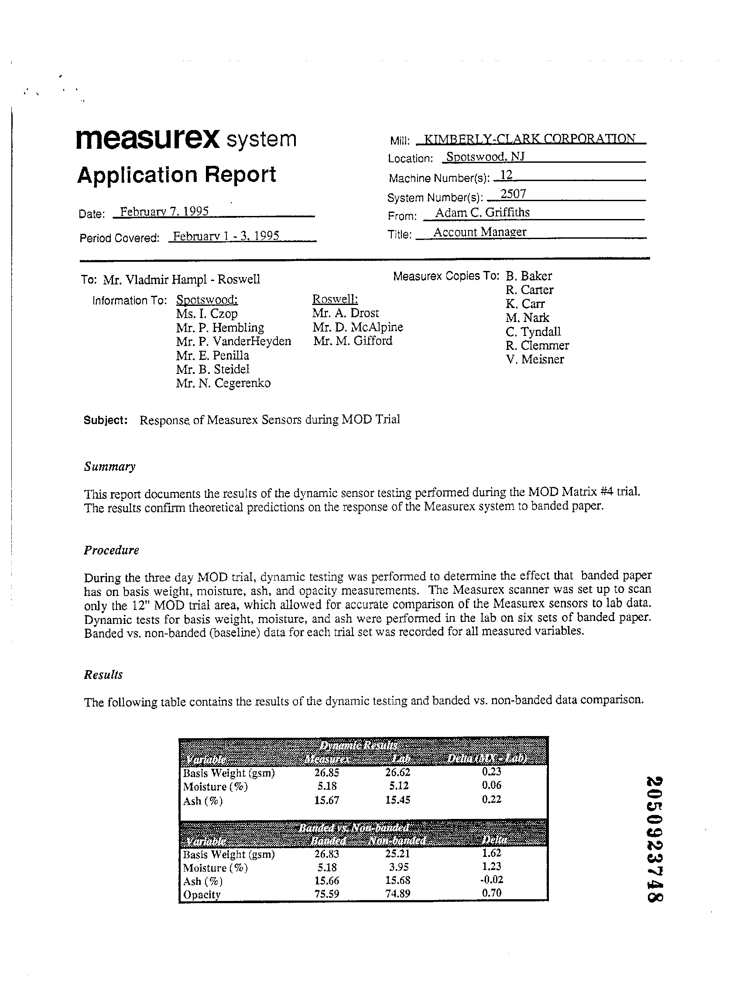 measurex system
Application Report
Date: February 7, 1995
Period Covered: February 1 - 3, 1995
Mill: KIMBERLY-CLARK CORPORATION
Location: Spotswood, NJ
Machine Number(s): 12
System Number(s): 2507
From: Adam C. Griffiths
Title: Account Manager
To: Mr. Vladmir Hampl - Roswell
Information To: Spotswood:
Ms. I. Czop
Mr. P. Hembling
Mr. P. VanderHeyden
Mr. E. Penilla
Mr. B. Steidel
Mr. N. Cegerenko
Roswell:
Mr. A. Drost
Mr. D. McAlpine
Mr. M. Gifford
Measurex Copies To: B. Baker
R. Carter
K. Carr
M. Nark
C. Tyndall
R. Clemmer
V. Meisner
Subject: Response of Measurex Sensors during MOD Trial
Summary
This report documents the results of the dynamic sensor testing performed during the MOD Matrix #4 trial.
The results confirm theoretical predictions on the response of the Measurex system to banded paper.
Procedure
During the three day MOD trial, dynamic testing was performed to determine the effect that banded paper
has on basis weight, moisture, ash, and opacity measurements. The Measurex scanner was set up to scan
only the 12" MOD trial area, which allowed for accurate comparison of the Measurex sensors to lab data.
Dynamic tests for basis weight, moisture, and ash were performed in the lab on six sets of banded paper.
Banded vs. non-banded (baseline) data for each trial set was recorded for all measured variables.
Results
The following table contains the results of the dynamic testing and banded vs. non-banded data comparison.
Dynamic Results
Variable Measurex Lab Delta (MX - Lab)
Basis Weight (gsm) 26.85 26.62 0.23
Moisture (%) 5.18 5.12 0.06
Ash (%) 15.67 15.45 0.22
Banded vs. Non-banded
Variable Banded Non-banded Delta
Basis Weight (gsm) 26.83 25.21 1.62
Moisture (%) 5.18 3.95 1.23
Ash (%) 15.66 15.68 -0.02
Opacity 75.59 74.89 0.70
2050923748